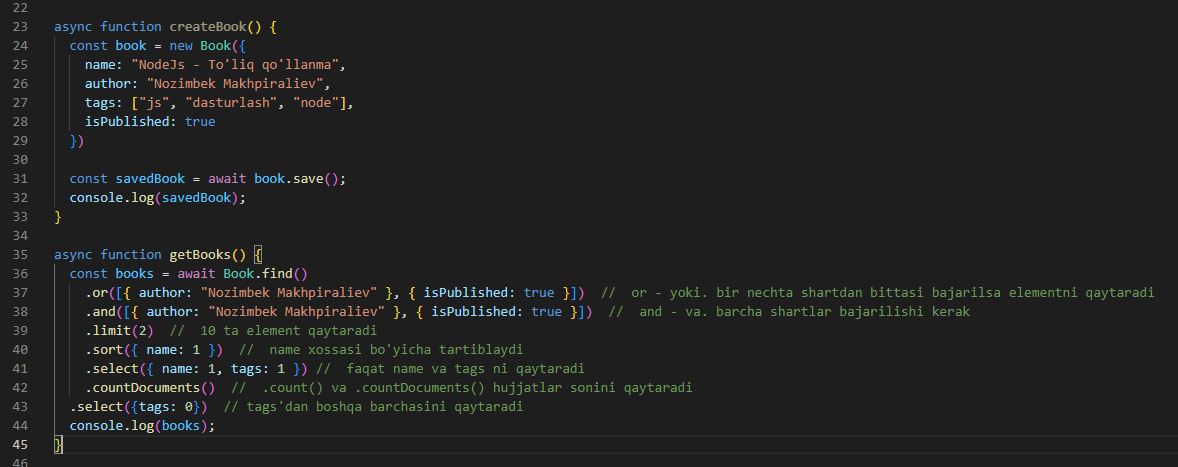 22
23 async function createBook() {
24   const book = new Book({
25     name: "NodeJs - To'liq qo'llanma",
26     author: "Nozimbek Makhpiraliev",
27     tags: ["js", "dasturlash", "node"],
28     isPublished: true
29   })
30
31   const savedBook = await book.save();
32   console.log(savedBook);
33 }
34
35 async function getBooks() {
36   const books = await Book.find()
37     .or([{ author: "Nozimbek Makhpiraliev" }, { isPublished: true }])  //  or - yoki. bir nechta shartdan bittasi bajarilsa elementni qaytaradi
38     .and([{ author: "Nozimbek Makhpiraliev" }, { isPublished: true }])  //  and - va. barcha shartlar bajarilishi kerak
39     .limit(2)  //  10 ta element qaytaradi
40     .sort({ name: 1 })  //  name xossasi bo'yicha tartiblaydi
41     .select({ name: 1, tags: 1 }) //  faqat name va tags ni qaytaradi
42     .countDocuments()  //  .count() va .countDocuments() hujjatlar sonini qaytaradi
43   .select({tags: 0})  // tags'dan boshqa barchasini qaytaradi
44   console.log(books);
45 }
46